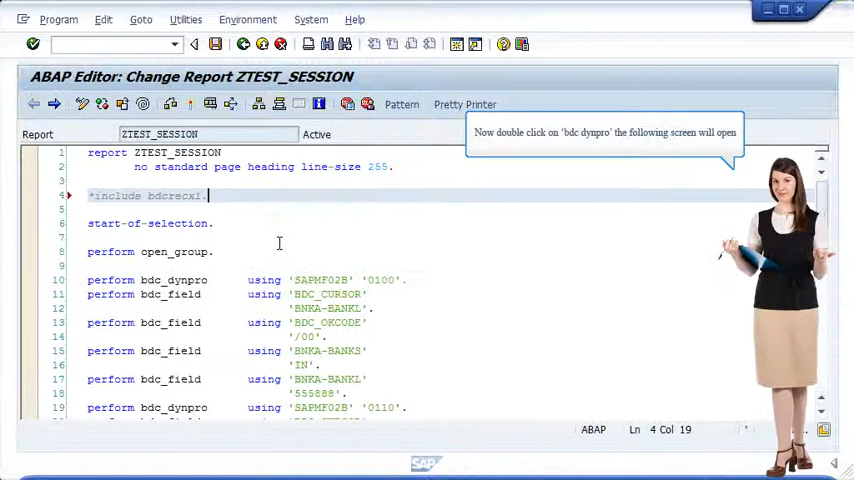 Program Edit Goto Utilities Environment System Help
ABAP Editor: Change Report ZTEST_SESSION
Pattern Pretty Printer
Now double click on 'bdc dynpro' the following screen will open
Report ZTEST_SESSION Active
1 report ZTEST_SESSION
2 no standard page heading line-size 255.
3
4 *include bdcrecx1.
5
6 start-of-selection.
7
8 perform open_group.
9
10 perform bdc_dynpro using 'SAPMF02B' '0100'.
11 perform bdc_field using 'BDC_CURSOR'
12 'BNKA-BANKL'.
13 perform bdc_field using 'BDC_OKCODE'
14 '/00'.
15 perform bdc_field using 'BNKA-BANKS'
16 'IN'.
17 perform bdc_field using 'BNKA-BANKL'
18 '555888'.
19 perform bdc_dynpro using 'SAPMF02B' '0110'.
ABAP Ln 4 Col 19
SAP